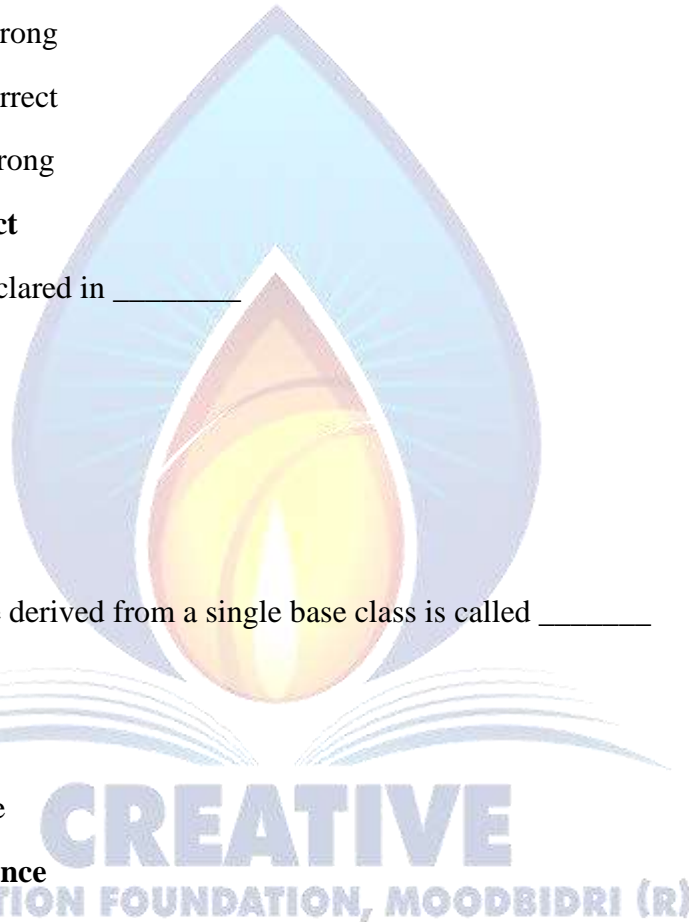 rong
rrect
rong
ct
clared in ________
derived from a single base class is called _______
e
CREATIVE
nce
TION FOUNDATION, MOODBIDRI (R)